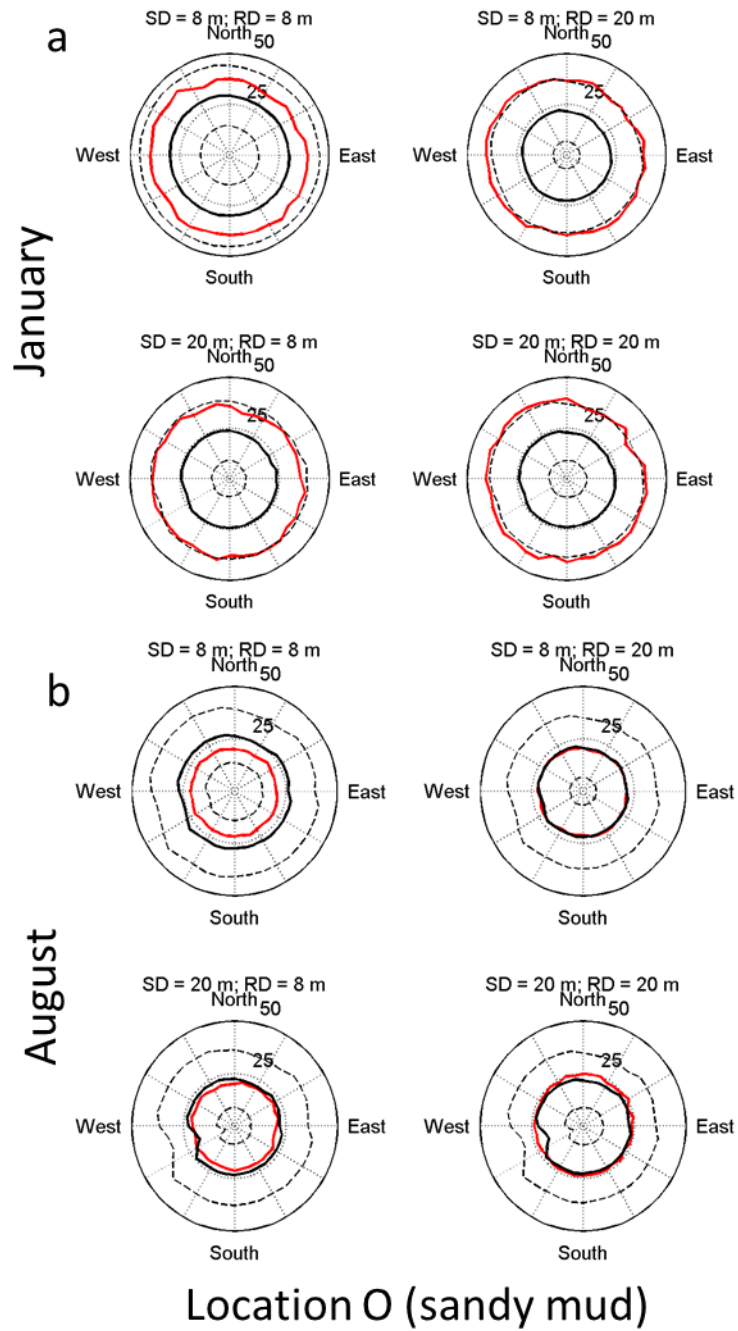 a
January
SD = 8 m; RD = 8 m
North 50
25
West
East
South
SD = 8 m; RD = 20 m
North 50
25
West
East
South
SD = 20 m; RD = 8 m
North 50
25
West
East
South
SD = 20 m; RD = 20 m
North 50
25
West
East
South
b
August
SD = 8 m; RD = 8 m
North 50
25
West
East
South
SD = 8 m; RD = 20 m
North 50
25
West
East
South
SD = 20 m; RD = 8 m
North 50
25
West
East
South
SD = 20 m; RD = 20 m
North 50
25
West
East
South
Location O (sandy mud)